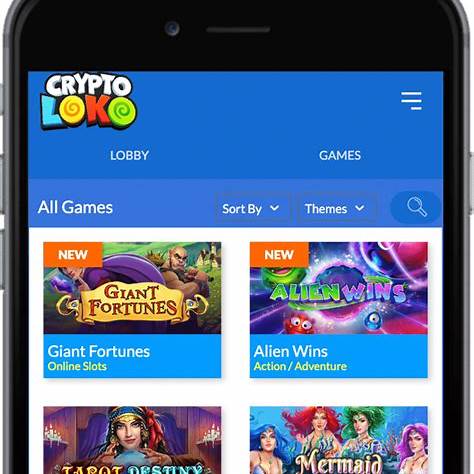 CRYPTO
LOKO
LOBBY
GAMES
All Games
Sort By
Themes
NEW
GIANT
FORTUNES
Giant Fortunes
Online Slots
NEW
ALIEN WINS
Alien Wins
Action / Adventure
TAROT DESTINY
Mermaid